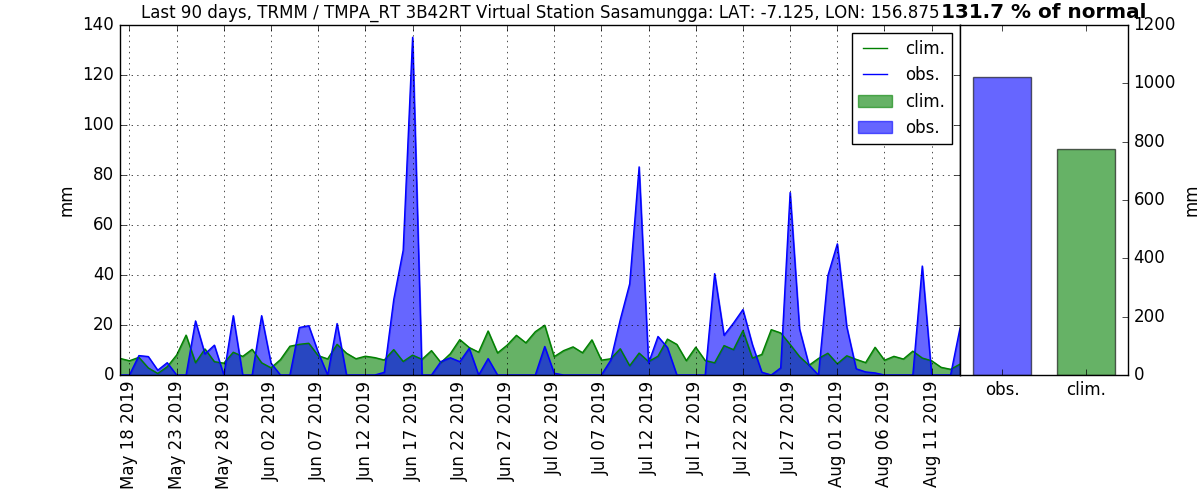 Last 90 days, TRMM / TMPA_RT 3B42RT Virtual Station Sasamungga: LAT: -7.125, LON: 156.875
131.7 % of normal
140
120
100
80
60
40
20
0
mm
clim.
obs.
clim.
obs.
1200
1000
800
600
400
200
0
mm
May 18 2019
May 23 2019
May 28 2019
Jun 02 2019
Jun 07 2019
Jun 12 2019
Jun 17 2019
Jun 22 2019
Jun 27 2019
Jul 02 2019
Jul 07 2019
Jul 12 2019
Jul 17 2019
Jul 22 2019
Jul 27 2019
Aug 01 2019
Aug 06 2019
Aug 11 2019
obs.
clim.